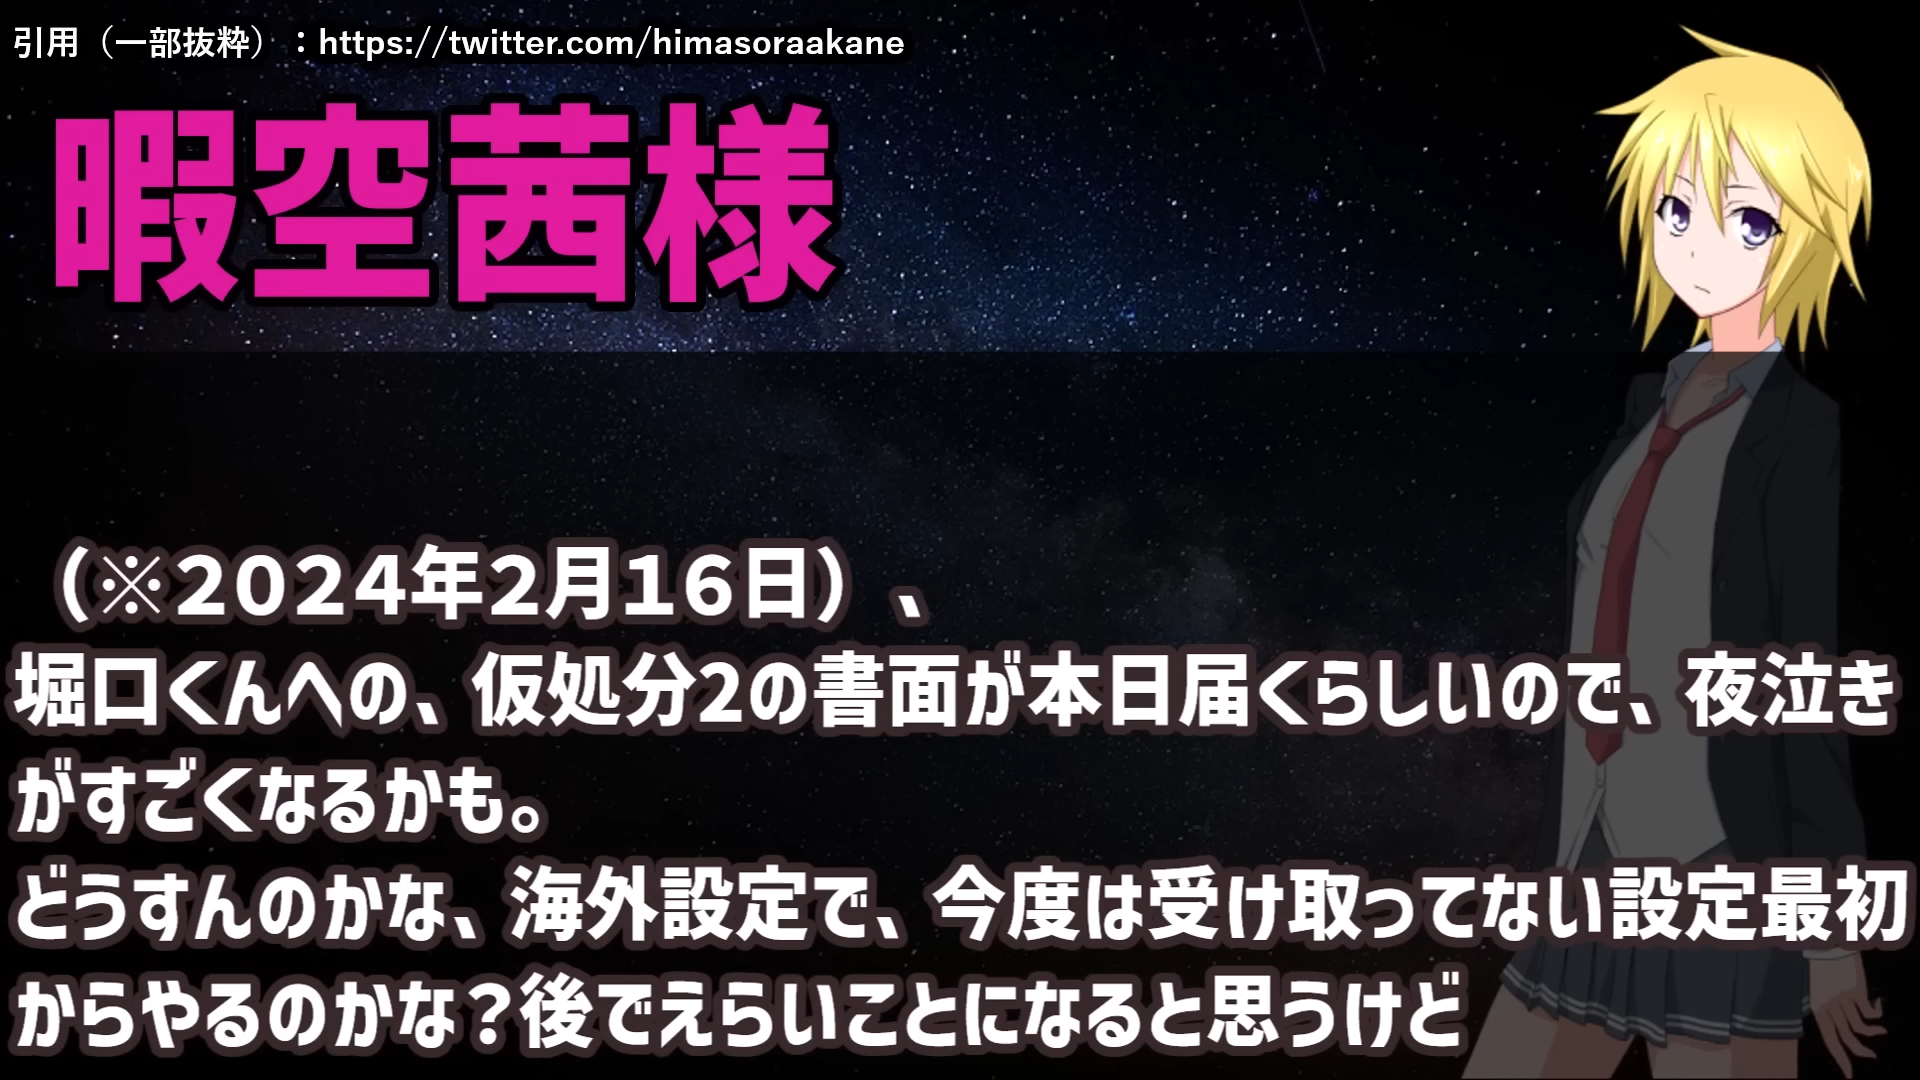 引用（一部抜粋）：https://twitter.com/himasoraakane
暇空茜様
（※２０２４年２月１６日）、
堀口くんへの、仮処分2の書面が本日届くらしいので、夜泣き
がすごくなるかも。
どうすんのかな、海外設定で、今度は受け取ってない設定最初
からやるのかな？後でえらいことになると思うけど